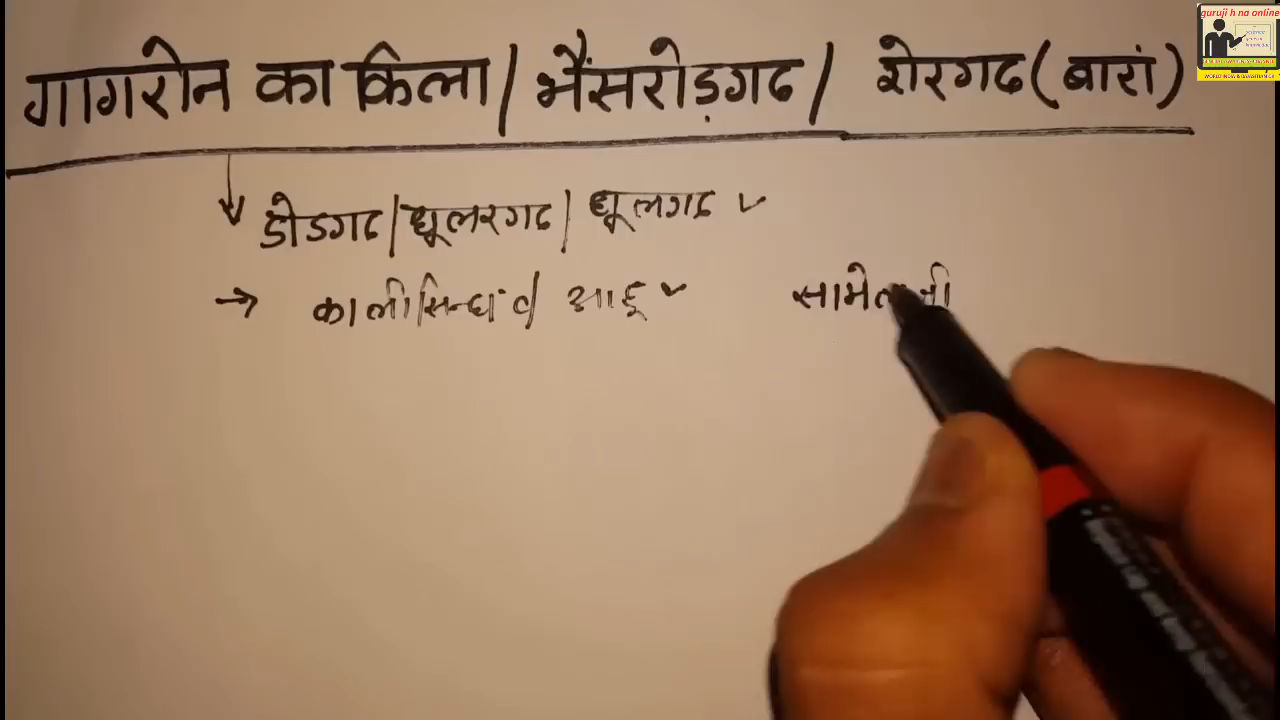 guruji h na online
गागरोन का किला / भैंसरोड़गढ / शेरगढ (बारां)
डोडगढ / धूलरगढ / धूलगढ
→ कालीसिन्ध व आहू